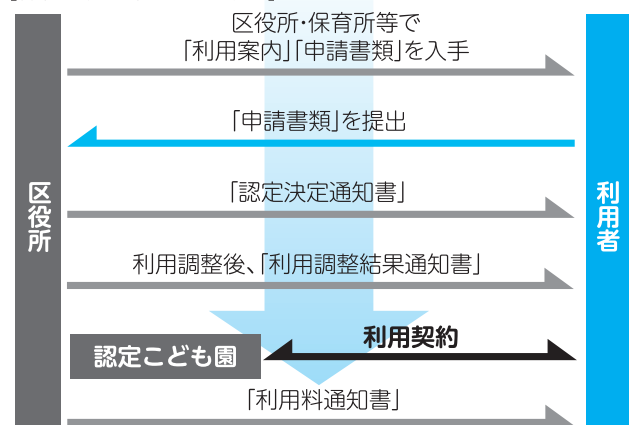 区役所・保育所等で
「利用案内」「申請書類」を入手
「申請書類」を提出
区役所
利用者
「認定決定通知書」
利用調整後、「利用調整結果通知書」
認定こども園
利用契約
「利用料通知書」